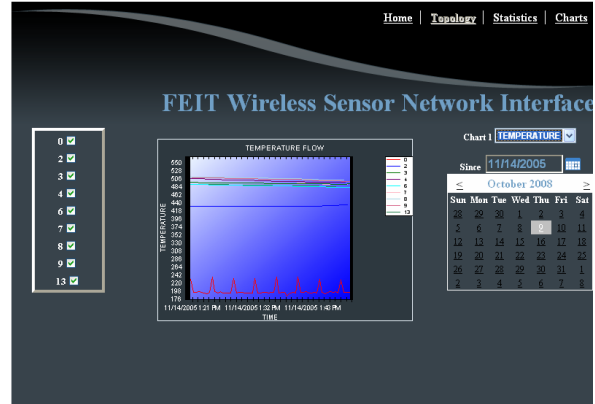 Home | Topology | Statistics | Charts
FEIT Wireless Sensor Network Interface
0
2
3
4
6
7
8
9
13
TEMPERATURE FLOW
TEMPERATURE
550
528
506
484
462
440
418
396
374
352
330
308
286
264
242
220
198
176
11/14/2005 1:21 PM 11/14/2005 1:32 PM 11/14/2005 1:43 PM
TIME
0
2
3
4
6
7
8
9
13
Chart 1 TEMPERATURE
Since 11/14/2005
< October 2008 >
Sun Mon Tue Wed Thu Fri Sat
28 29 30 1 2 3 4
5 6 7 8 9 10 11
12 13 14 15 16 17 18
19 20 21 22 23 24 25
26 27 28 29 30 31 1
2 3 4 5 6 7 8